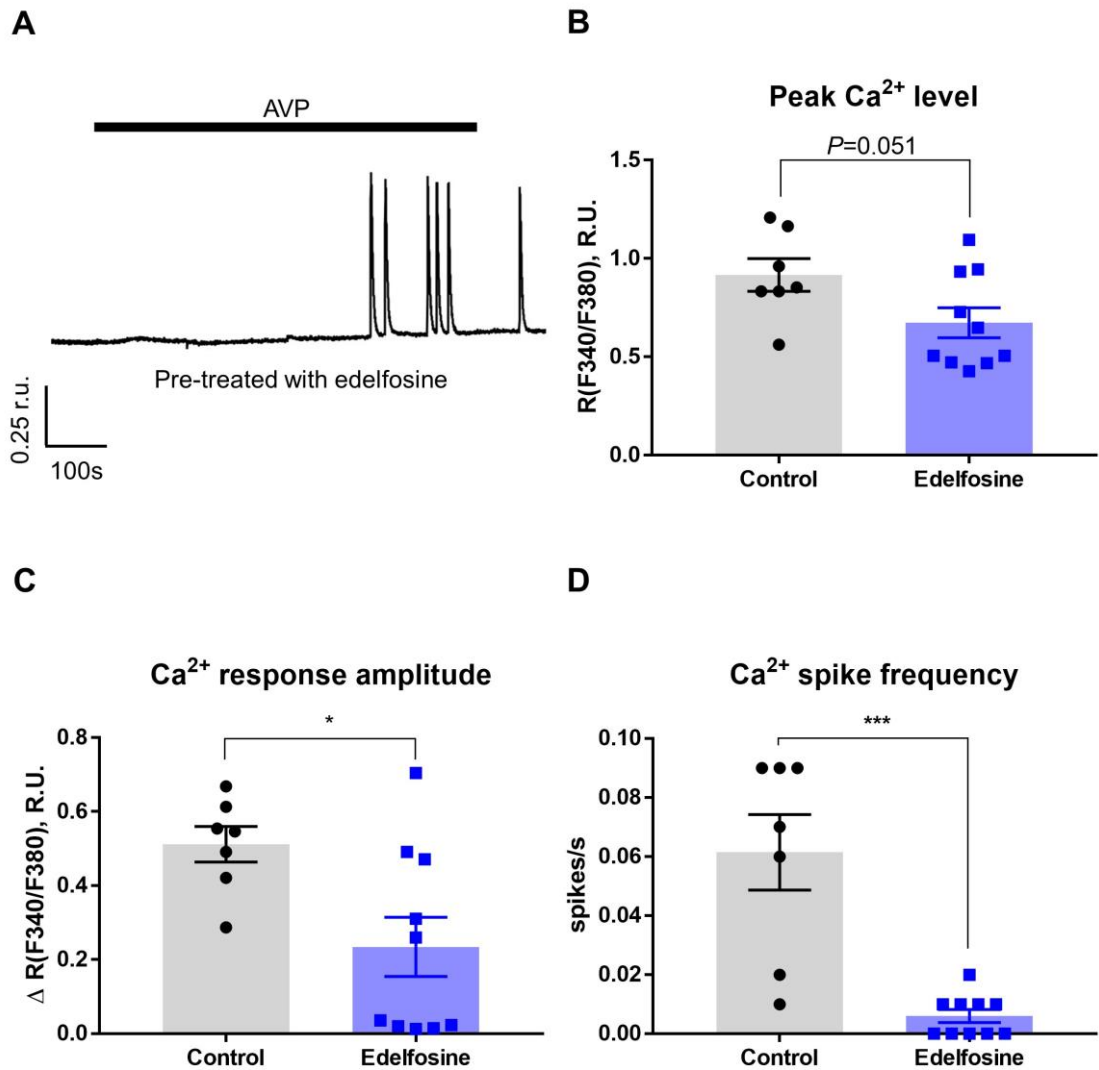 A
AVP
Pre-treated with edelfosine
0.25 r.u.
100s
B
Peak Ca²⁺ level
P=0.051
R(F340/F380), R.U.
1.5
1.0
0.5
0.0
Control
Edelfosine
C
Ca²⁺ response amplitude
*
Δ R(F340/F380), R.U.
0.8
0.6
0.4
0.2
0.0
Control
Edelfosine
D
Ca²⁺ spike frequency
***
spikes/s
0.10
0.08
0.06
0.04
0.02
0.00
Control
Edelfosine